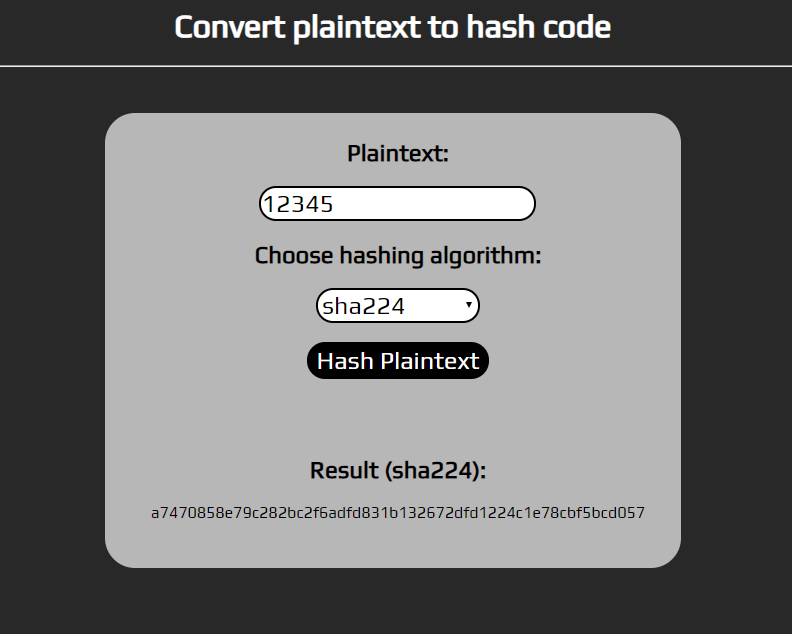 Convert plaintext to hash code
Plaintext:
12345
Choose hashing algorithm:
sha224
Hash Plaintext
Result (sha224):
a7470858e79c282bc2f6adfd831b132672dfd1224c1e78cbf5bcd057